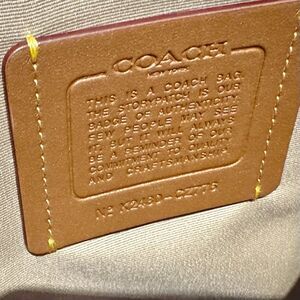 COACH
NEW YORK
THIS IS A COACH BAG.
THE STORYPATCH IS OUR
BADGE OF AUTHENTICITY.
FEW PEOPLE MAY SEE
IT, BUT IT WILL ALWAYS
BE A REMINDER OF OUR
COMMITMENT TO QUALITY
AND CRAFTSMANSHIP.
Nº K2480-CZ776